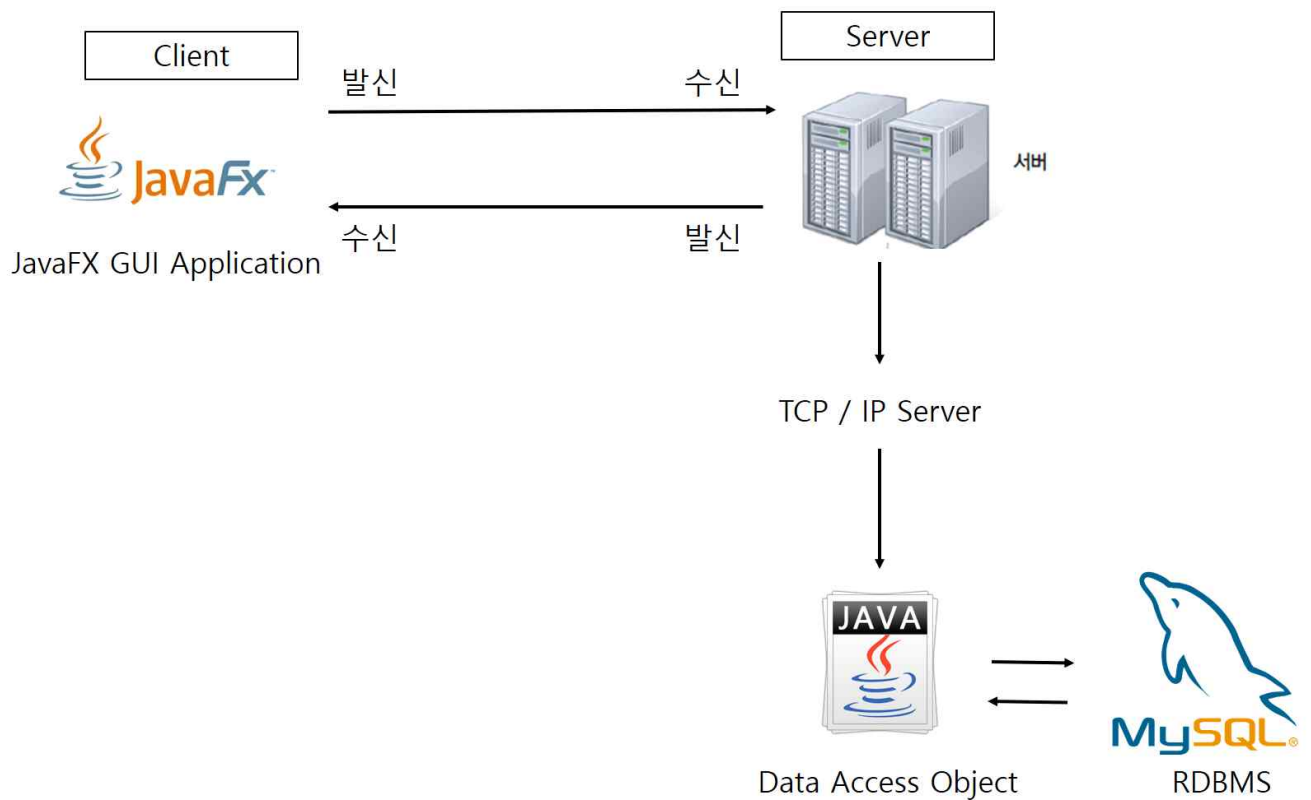 Client
Server
발신
수신
JavaFx
서버
수신
발신
JavaFX GUI Application
TCP / IP Server
JAVA
MySQL®
Data Access Object
RDBMS